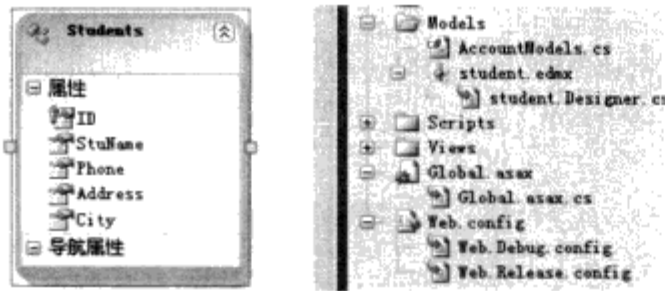 Students
属性
ID
StuName
Phone
Address
City
导航属性
Models
AccountModels.cs
student.edmx
student.Designer.cs
Scripts
Views
Global.asax
Global.asax.cs
Web.config
Web.Debug.config
Web.Release.config